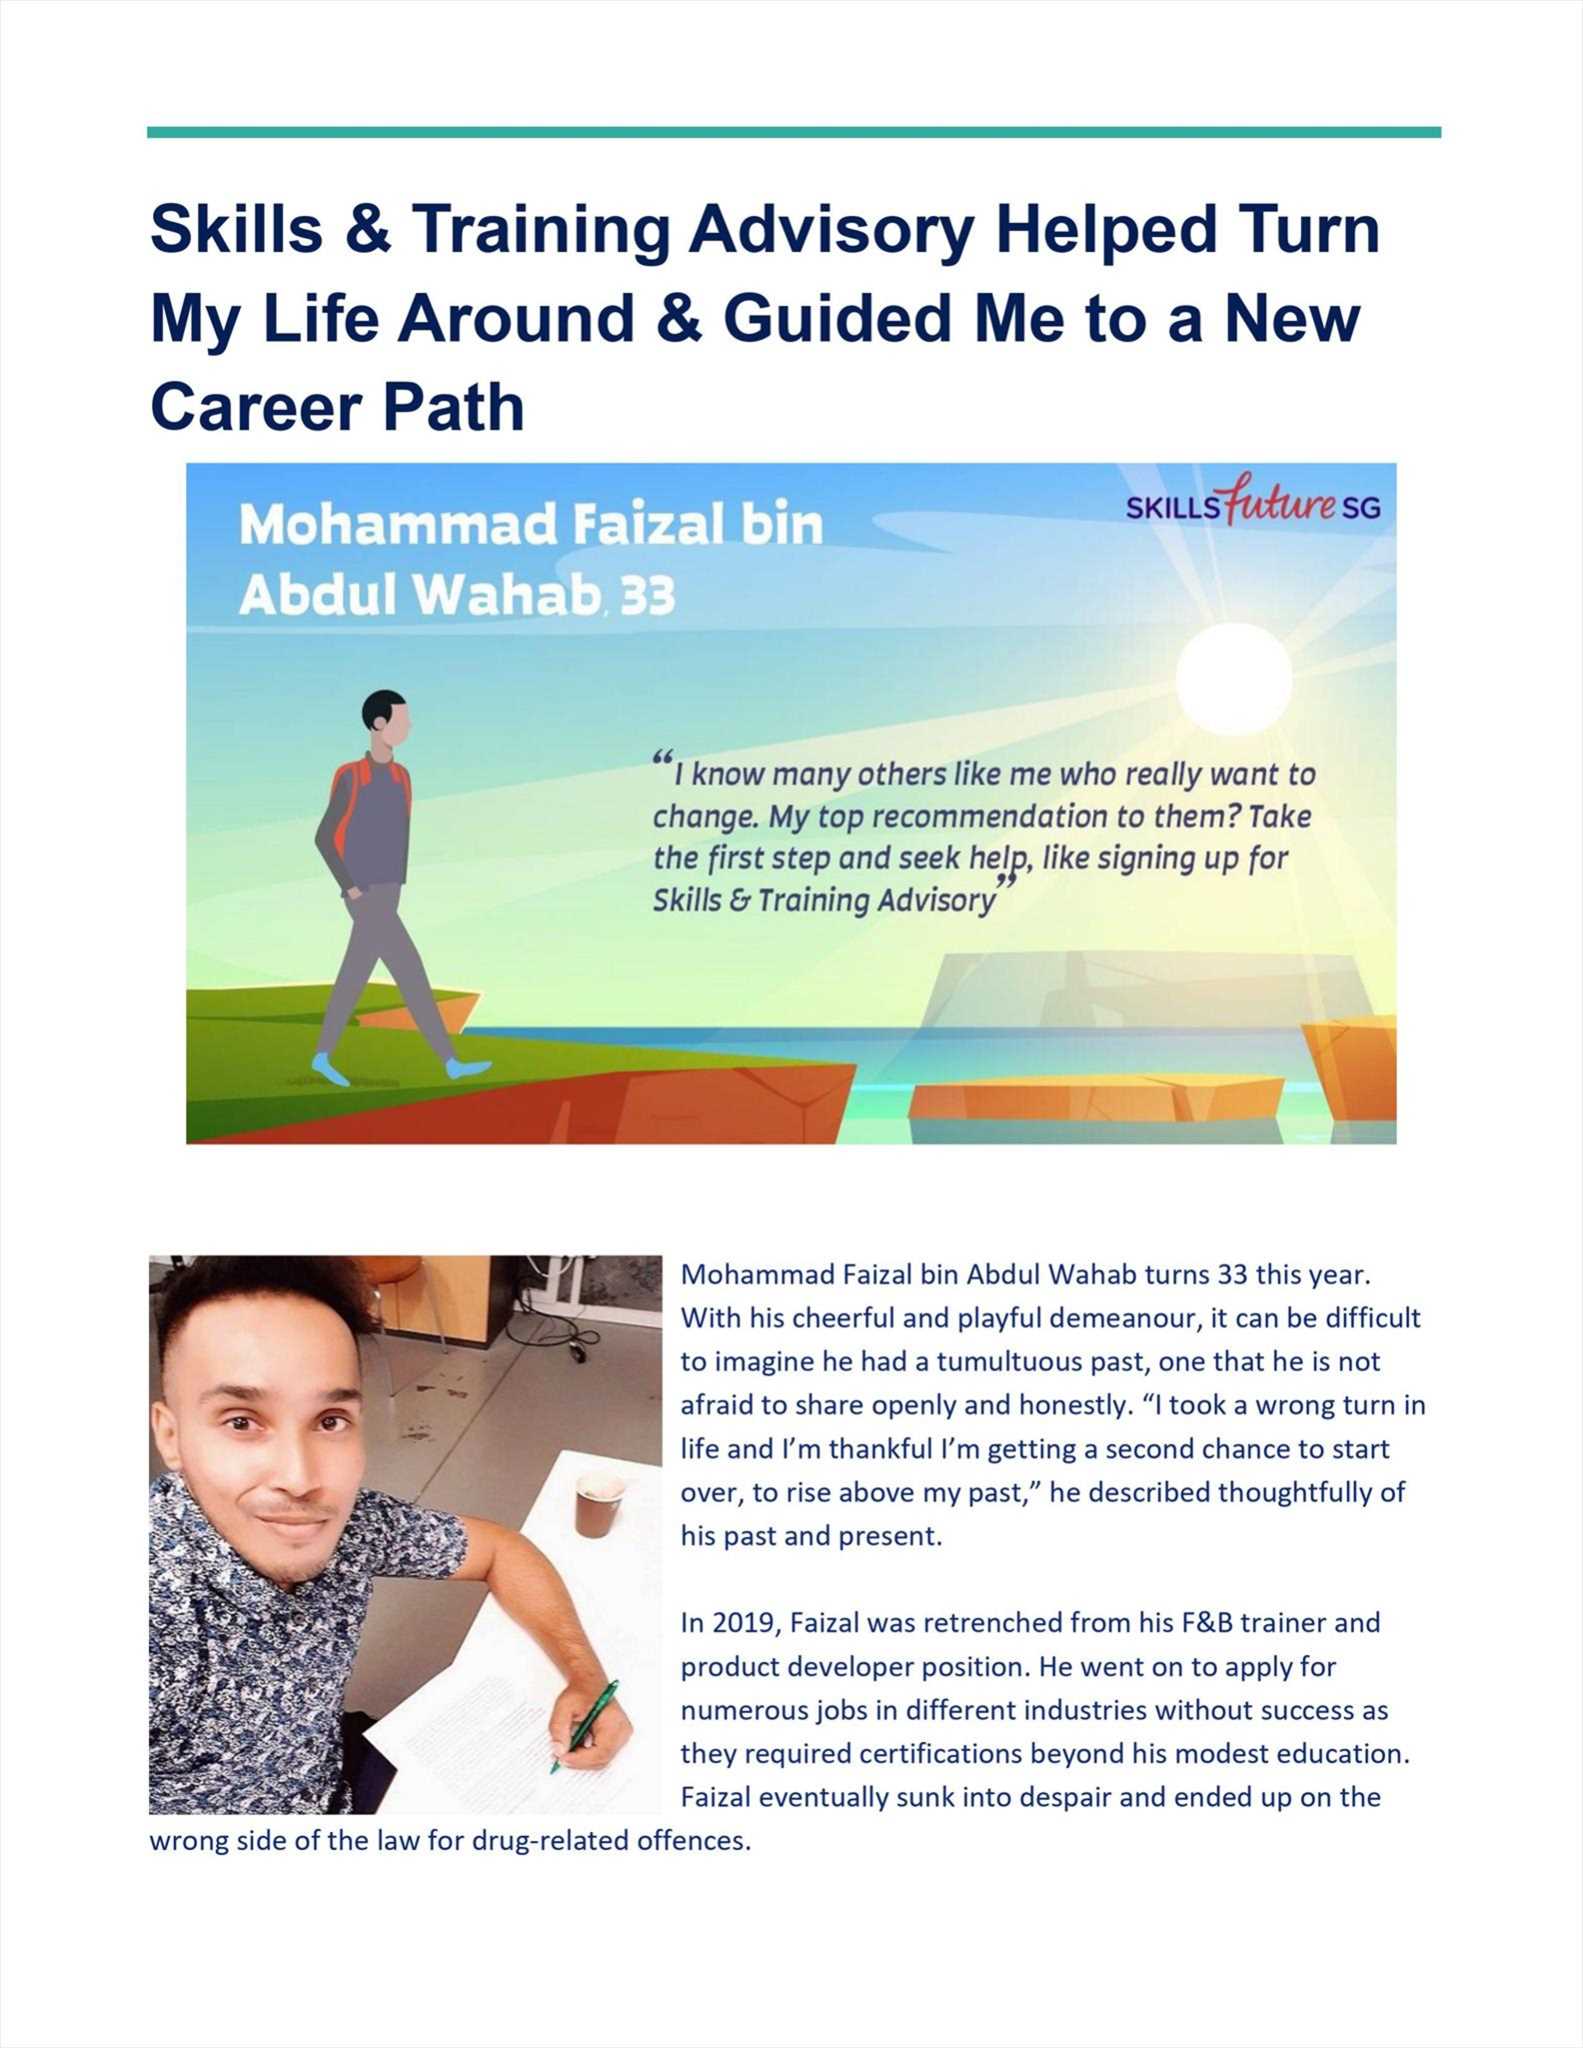 Skills & Training Advisory Helped Turn
My Life Around & Guided Me to a New
Career Path
Mohammad Faizal bin
Abdul Wahab, 33
SKILLSfuture SG
“I know many others like me who really want to
change. My top recommendation to them? Take
the first step and seek help, like signing up for
Skills & Training Advisory”
Mohammad Faizal bin Abdul Wahab turns 33 this year.
With his cheerful and playful demeanour, it can be difficult
to imagine he had a tumultuous past, one that he is not
afraid to share openly and honestly. “I took a wrong turn in
life and I’m thankful I’m getting a second chance to start
over, to rise above my past,” he described thoughtfully of
his past and present.
In 2019, Faizal was retrenched from his F&B trainer and
product developer position. He went on to apply for
numerous jobs in different industries without success as
they required certifications beyond his modest education.
Faizal eventually sunk into despair and ended up on the
wrong side of the law for drug-related offences.